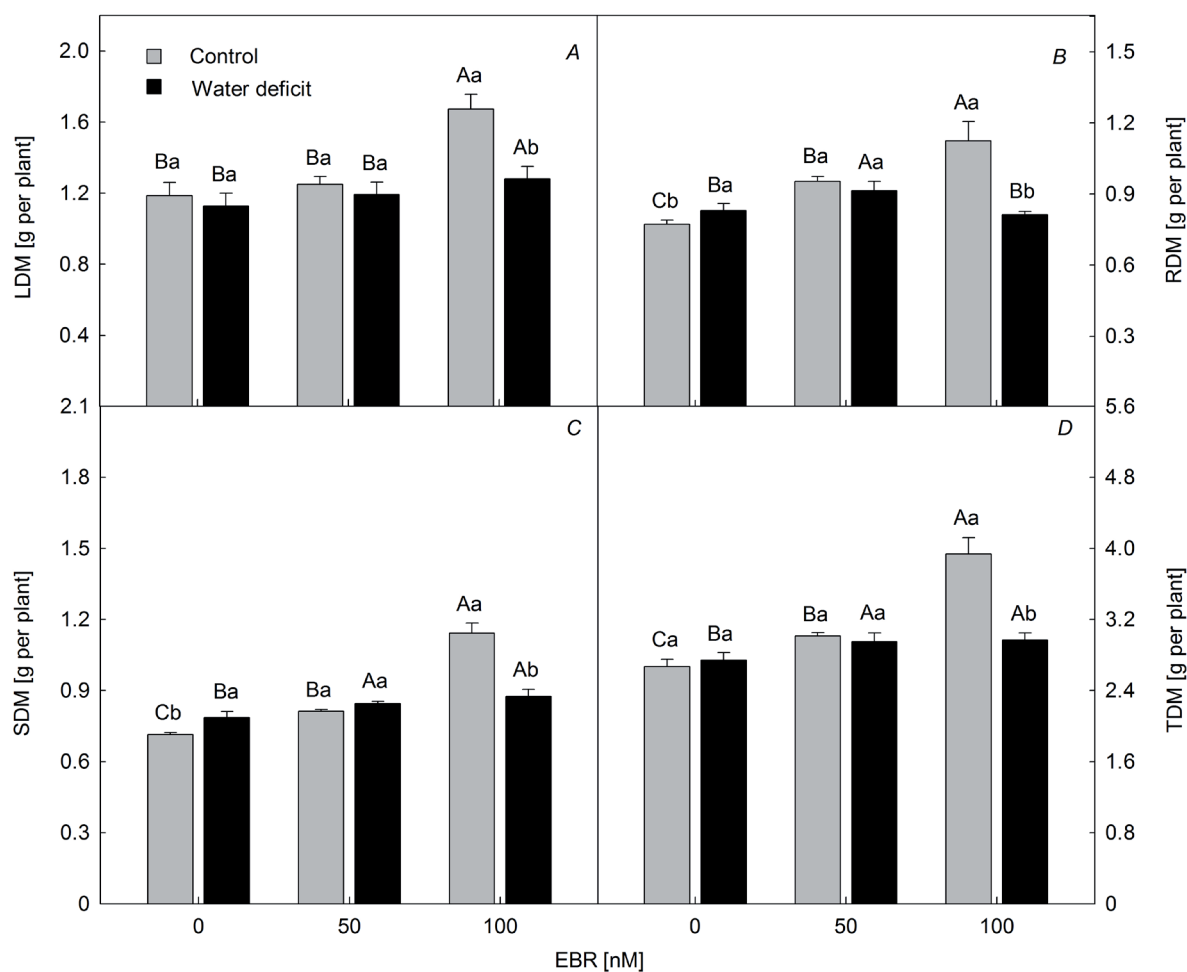 2.0
1.6
1.2
0.8
0.4
LDM [g per plant]
Control
Water deficit
A
Ba
Ba
Ba
Ba
Aa
Ab
B
Cb
Ba
Ba
Aa
Aa
Bb
1.5
1.2
0.9
0.6
0.3
RDM [g per plant]
2.1
1.8
1.5
1.2
0.9
0.6
0.3
0
SDM [g per plant]
C
Cb
Ba
Ba
Aa
Aa
Ab
D
Ca
Ba
Ba
Aa
Aa
Ab
5.6
4.8
4.0
3.2
2.4
1.6
0.8
0
TDM [g per plant]
0 50 100 0 50 100
EBR [nM]